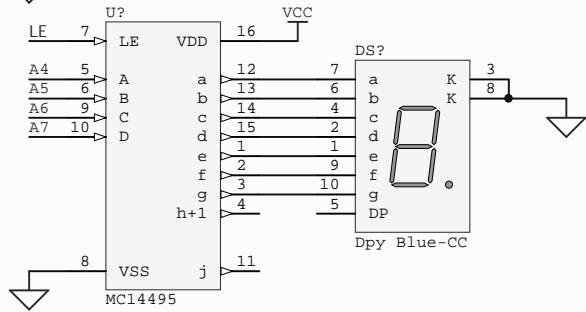 U?
LE 7 LE VDD 16 VCC
DS?
A4 5 A a 12 7 a K 3
A5 6 B b 13 6 b K 8
A6 9 C c 14 4 c
A7 10 D d 15 2 d
e 1 1 e
f 2 9 f
g 3 10 g
h+1 4 5 DP
Dpy Blue-CC
8 VSS j 11
MC14495